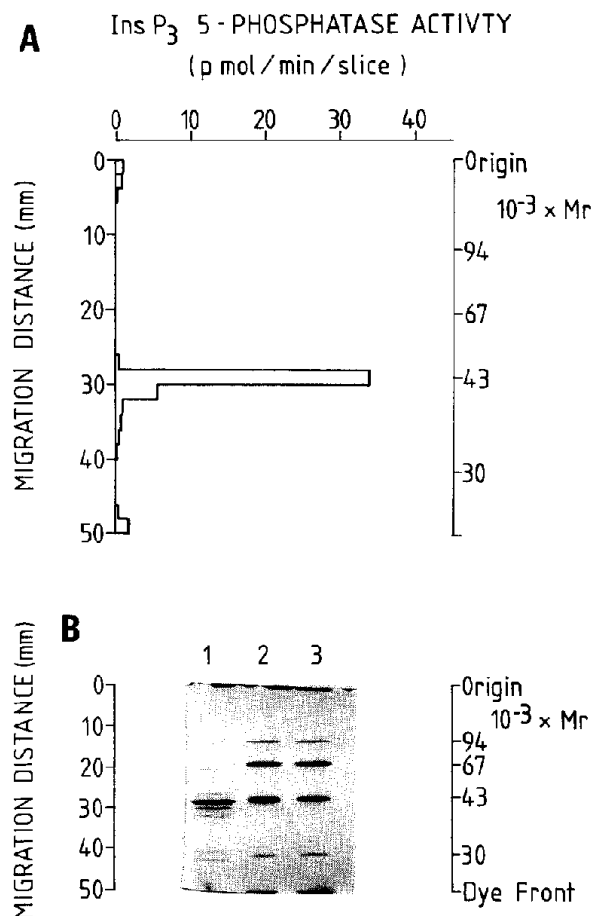 A
Ins P3 5-PHOSPHATASE ACTIVTY
(p mol/min/slice)
0 10 20 30 40
MIGRATION DISTANCE (mm)
0
10
20
30
40
50
Origin
10-3 × Mr
94
67
43
30
B
1 2 3
MIGRATION DISTANCE (mm)
0
10
20
30
40
50
Origin
10-3 × Mr
94
67
43
30
Dye Front